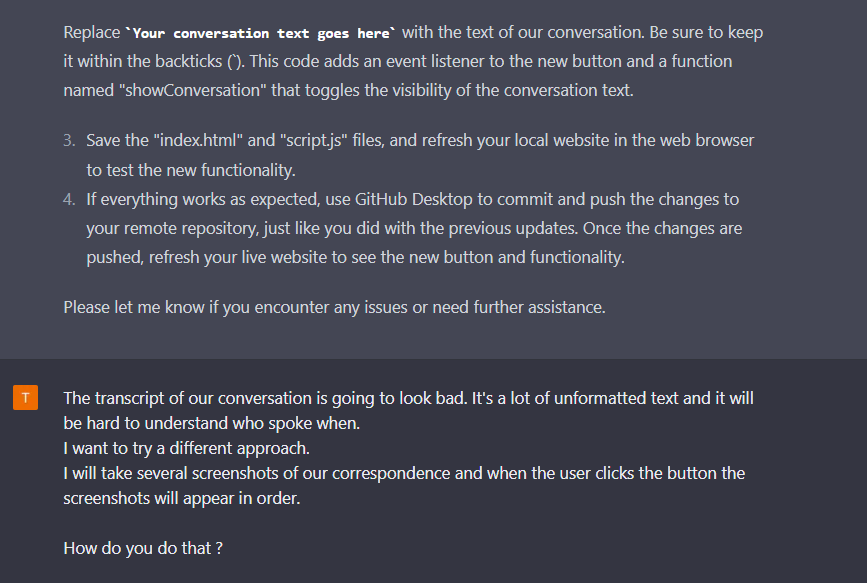 Replace `Your conversation text goes here` with the text of our conversation. Be sure to keep
it within the backticks (`). This code adds an event listener to the new button and a function
named "showConversation" that toggles the visibility of the conversation text.
3. Save the "index.html" and "script.js" files, and refresh your local website in the web browser
to test the new functionality.
4. If everything works as expected, use GitHub Desktop to commit and push the changes to
your remote repository, just like you did with the previous updates. Once the changes are
pushed, refresh your live website to see the new button and functionality.
Please let me know if you encounter any issues or need further assistance.
T
The transcript of our conversation is going to look bad. It's a lot of unformatted text and it will
be hard to understand who spoke when.
I want to try a different approach.
I will take several screenshots of our correspondence and when the user clicks the button the
screenshots will appear in order.
How do you do that ?